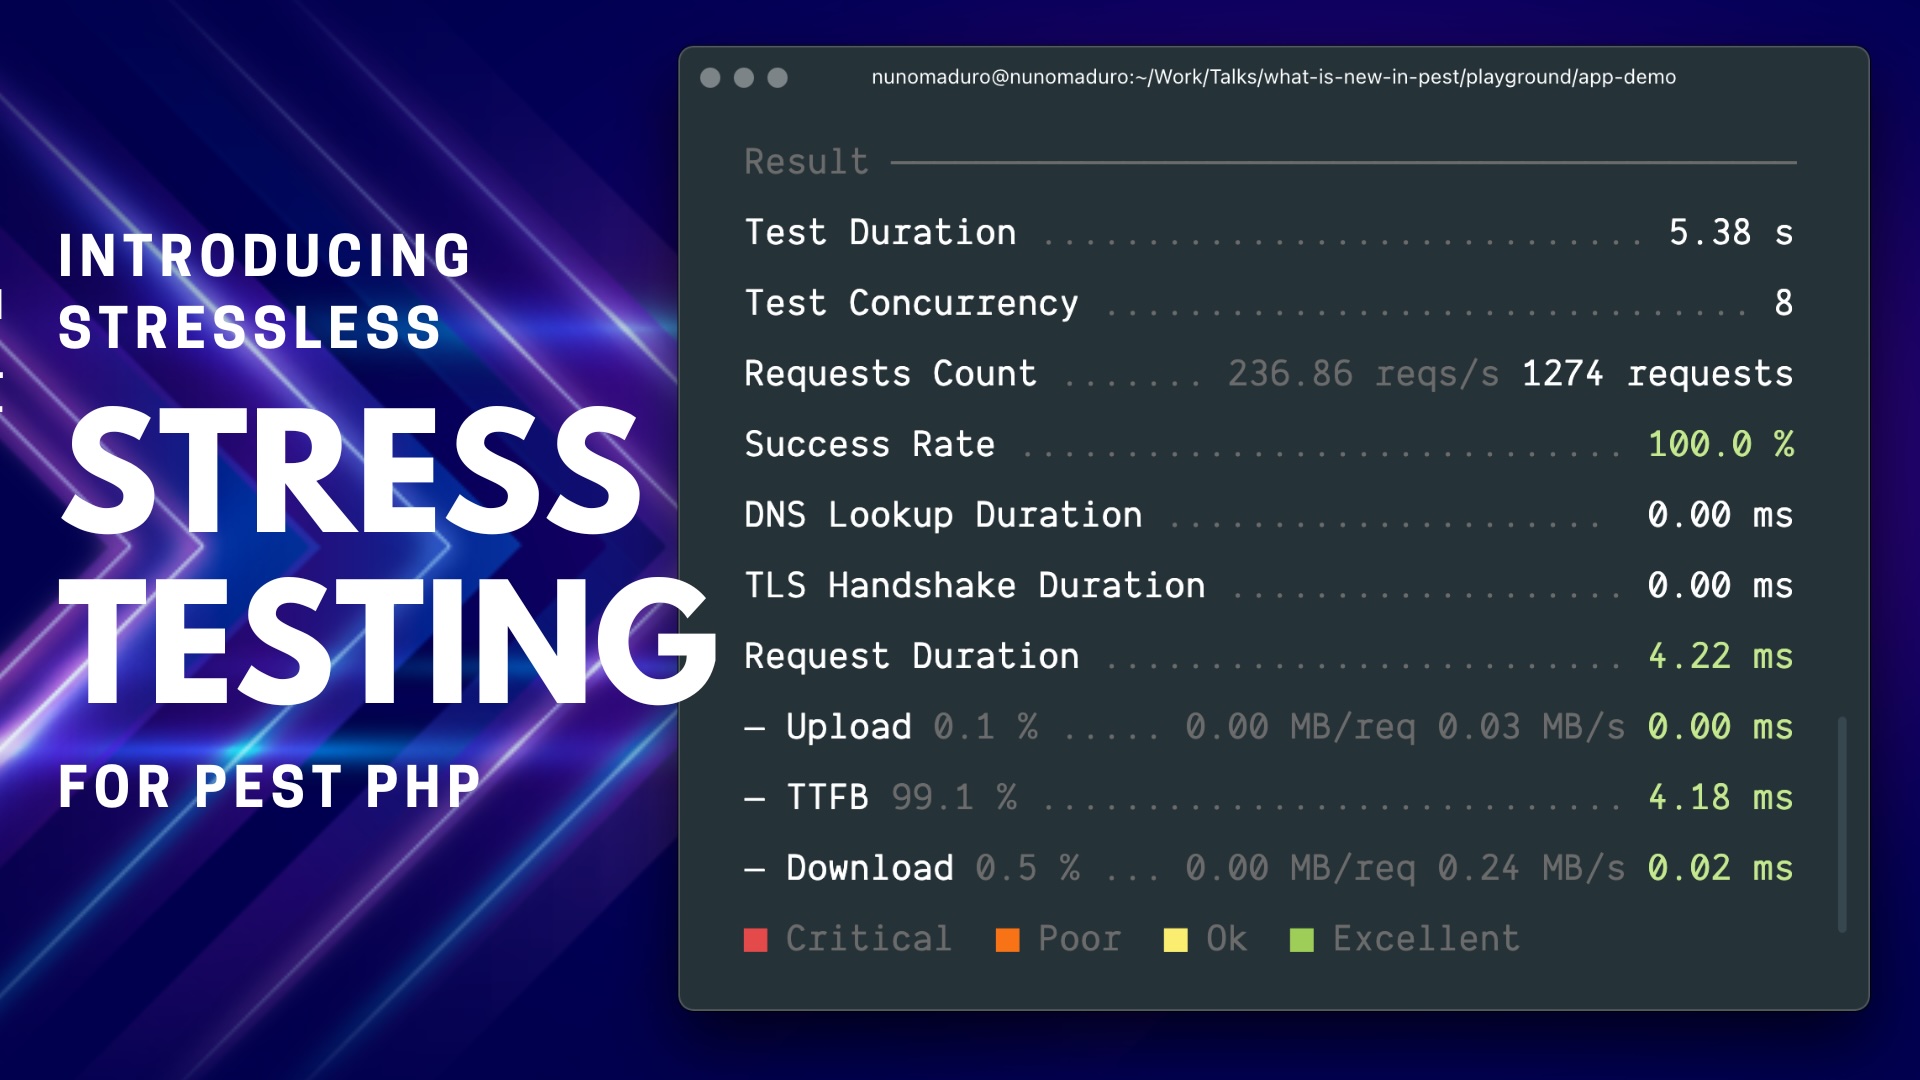 INTRODUCING
STRESSLESS
STRESS
TESTING
FOR PEST PHP
nunomaduro@nunomaduro:~/Work/Talks/what-is-new-in-pest/playground/app-demo
Result
Test Duration ............................. 5.38 s
Test Concurrency ............................... 8
Requests Count ....... 236.86 reqs/s 1274 requests
Success Rate ............................. 100.0 %
DNS Lookup Duration ..................... 0.00 ms
TLS Handshake Duration ................... 0.00 ms
Request Duration ......................... 4.22 ms
— Upload 0.1 % ..... 0.00 MB/req 0.03 MB/s 0.00 ms
— TTFB 99.1 % ............................ 4.18 ms
— Download 0.5 % ... 0.00 MB/req 0.24 MB/s 0.02 ms
Critical Poor Ok Excellent